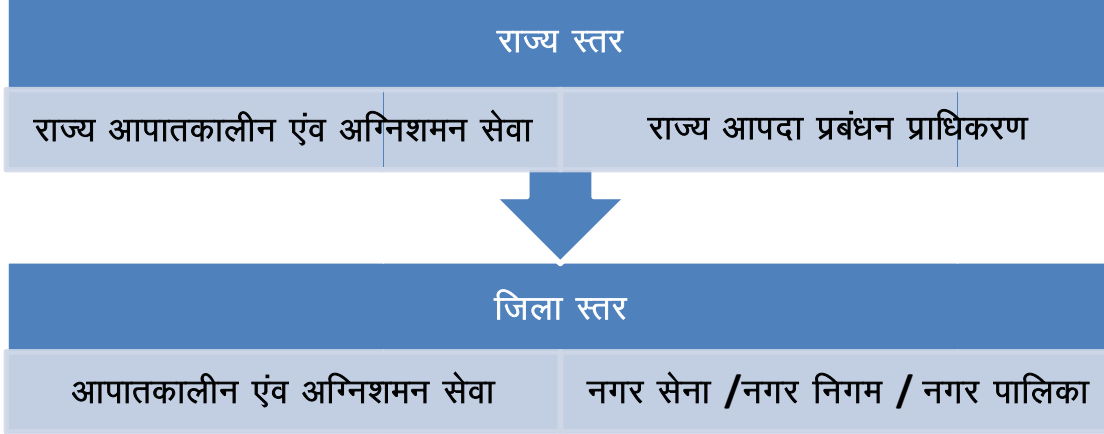 राज्य स्तर
राज्य आपातकालीन एंव अग्निशमन सेवा
राज्य आपदा प्रबंधन प्राधिकरण
जिला स्तर
आपातकालीन एंव अग्निशमन सेवा
नगर सेना /नगर निगम / नगर पालिका